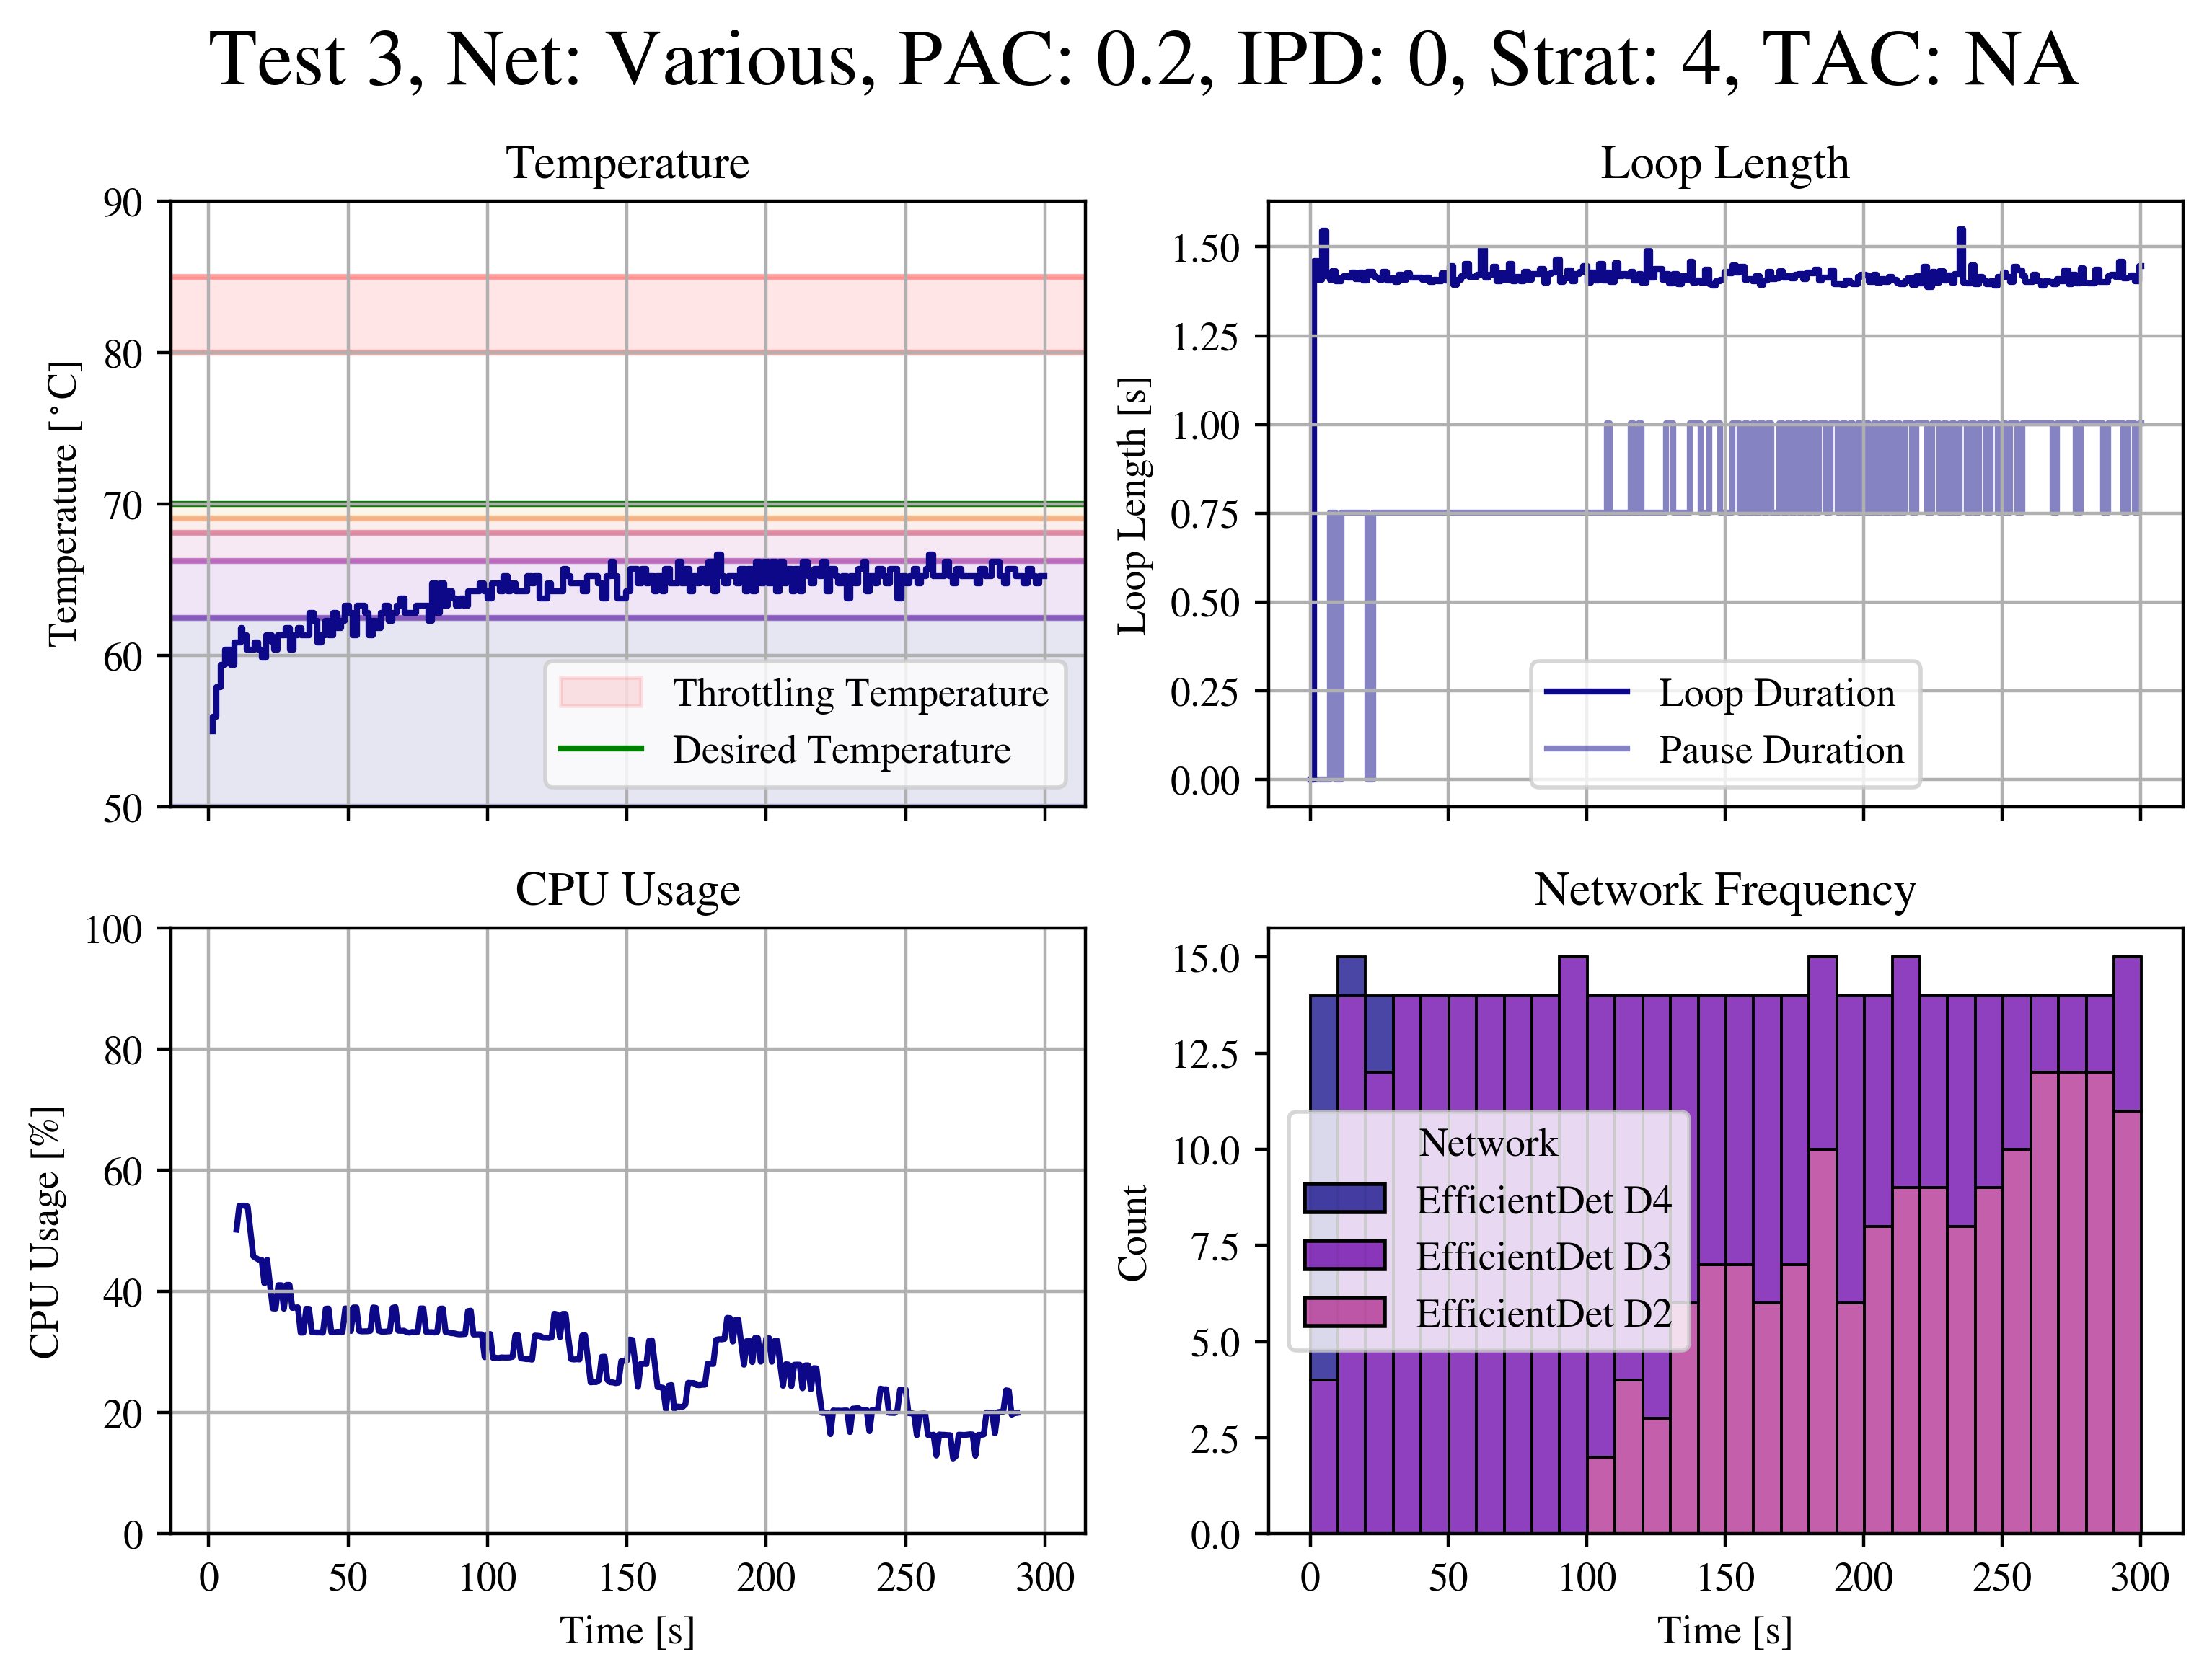 Test 3, Net: Various, PAC: 0.2, IPD: 0, Strat: 4, TAC: NA
Temperature
90
80
70
60
50
Temperature [°C]
Throttling Temperature
Desired Temperature
Loop Length
1.50
1.25
1.00
0.75
0.50
0.25
0.00
Loop Length [s]
Loop Duration
Pause Duration
CPU Usage
100
80
60
40
20
0
CPU Usage [%]
0 50 100 150 200 250 300
Time [s]
Network Frequency
15.0
12.5
10.0
7.5
5.0
2.5
0.0
Count
Network
EfficientDet D4
EfficientDet D3
EfficientDet D2
0 50 100 150 200 250 300
Time [s]